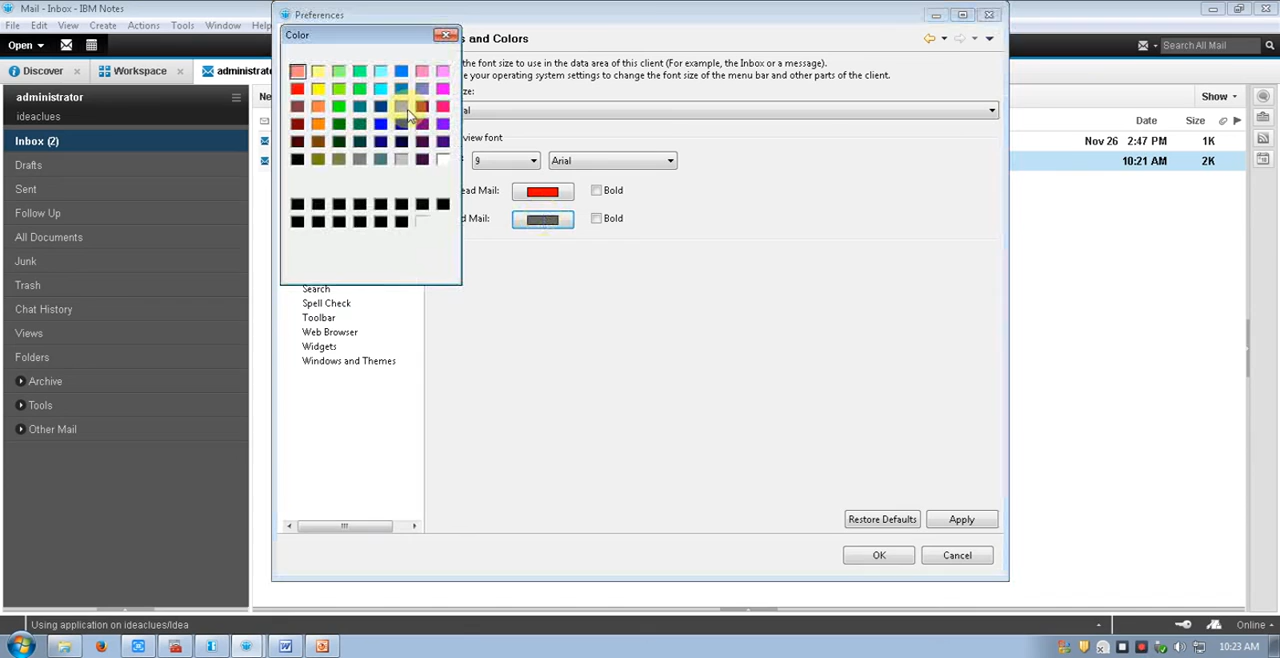 Mail - Inbox - IBM Notes
File Edit View Create Actions Tools Window Help
Open
Search All Mail
Discover
Workspace
administrato
administrator
ideaclues
Inbox (2)
Drafts
Sent
Follow Up
All Documents
Junk
Trash
Chat History
Views
Folders
Archive
Tools
Other Mail
Preferences
Color
s and Colors
the font size to use in the data area of this client (For example, the Inbox or a message).
e your operating system settings to change the font size of the menu bar and other parts of the client.
ize:
al
view font
9
Arial
ead Mail:
Bold
d Mail:
Bold
Search
Spell Check
Toolbar
Web Browser
Widgets
Windows and Themes
Restore Defaults
Apply
OK
Cancel
Ne
Show
Date Size
Nov 26 2:47 PM 1K
10:21 AM 2K
Using application on ideaclues/Idea
Online
10:23 AM